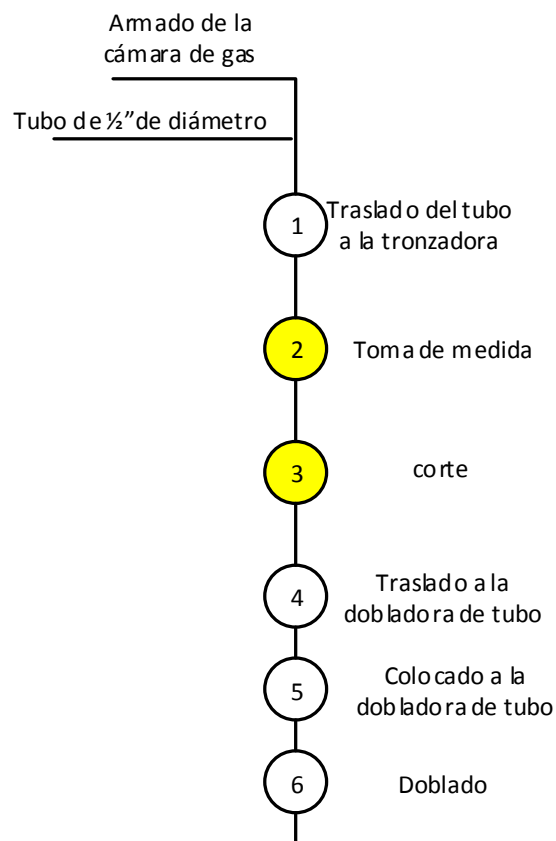 Armado de la
cámara de gas
Tubo de ½” de diámetro
1
Traslado del tubo
a la tronzadora
2
Toma de medida
3
corte
4
Traslado a la
dobladora de tubo
5
Colocado a la
dobladora de tubo
6
Doblado